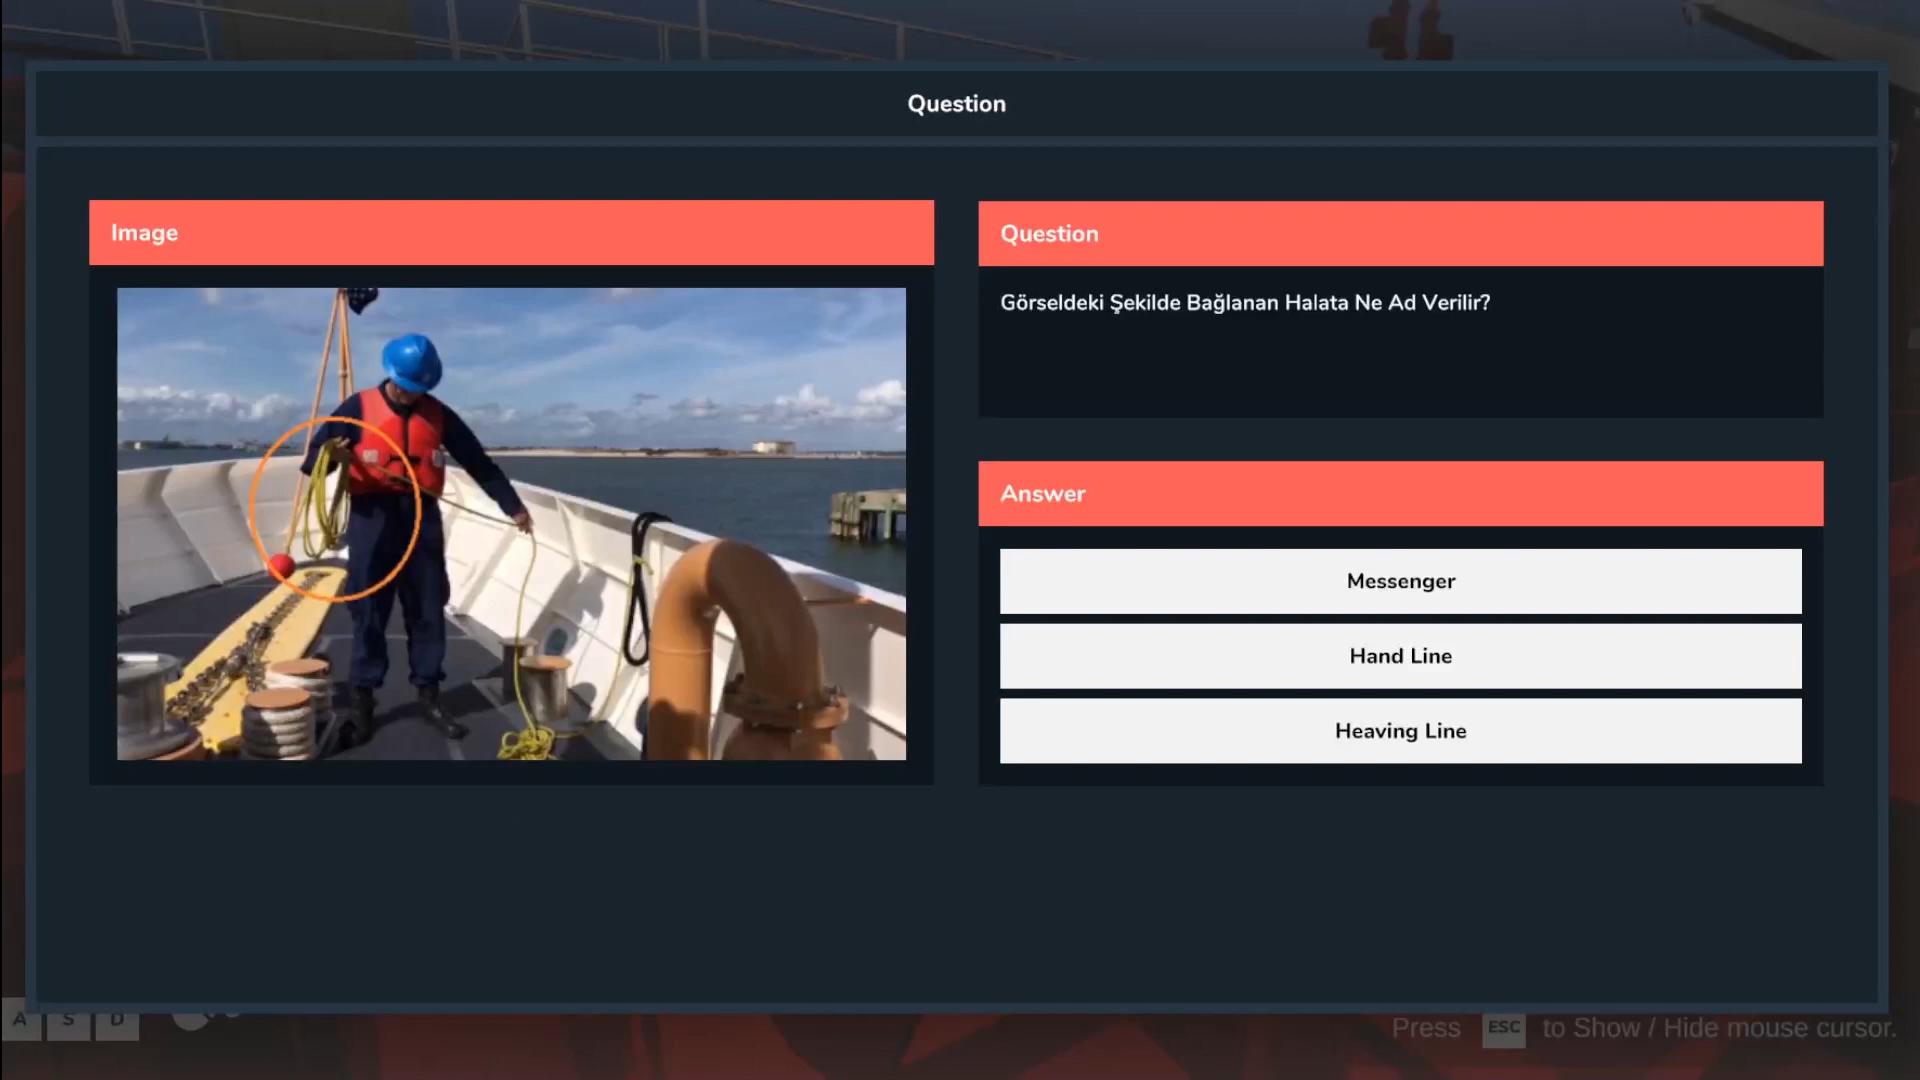 Question
Image
Question
Görseldeki Şekilde Bağlanan Halata Ne Ad Verilir?
Answer
Messenger
Hand Line
Heaving Line
A S D
Press ESC to Show / Hide mouse cursor.